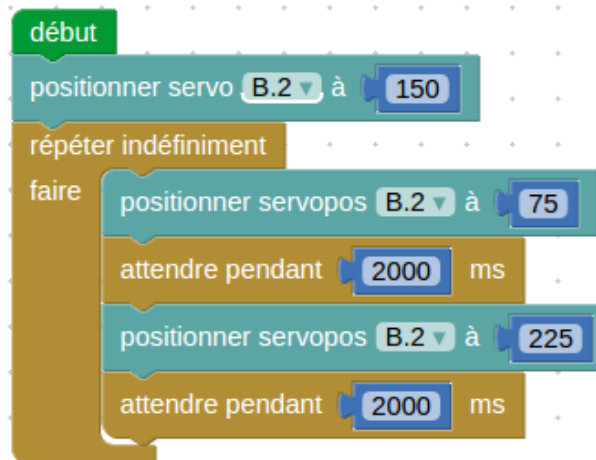 début
positionner servo B.2 à 150
répéter indéfiniment
faire
positionner servopos B.2 à 75
attendre pendant 2000 ms
positionner servopos B.2 à 225
attendre pendant 2000 ms